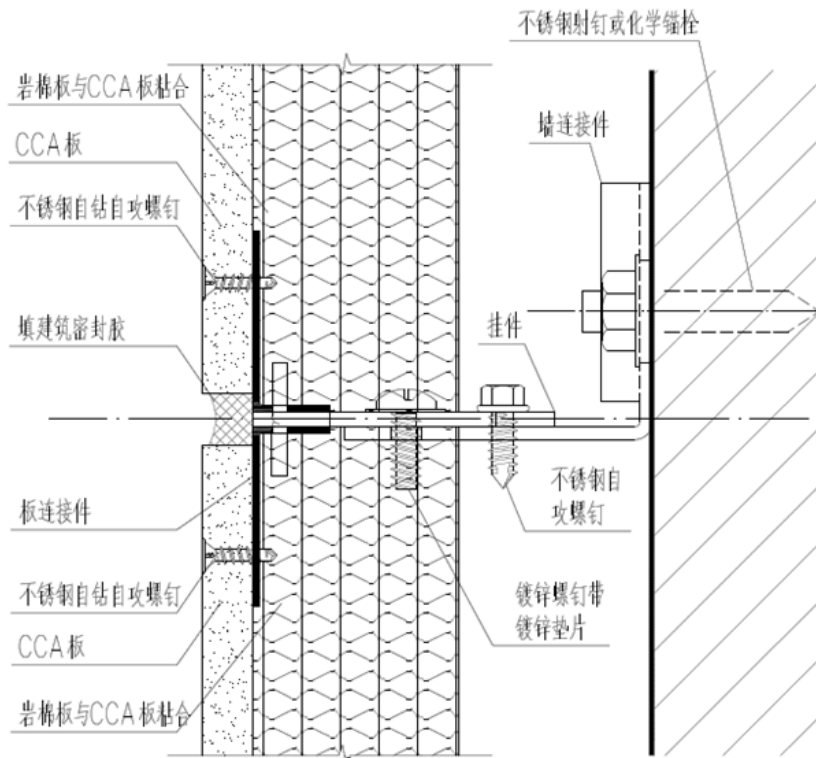 不锈钢射钉或化学锚栓
岩棉板与CCA板粘合
墙连接件
CCA板
不锈钢自钻自攻螺钉
填建筑密封胶
挂件
不锈钢自
攻螺钉
板连接件
不锈钢自钻自攻螺钉
镀锌螺钉带
镀锌垫片
CCA板
岩棉板与CCA板粘合